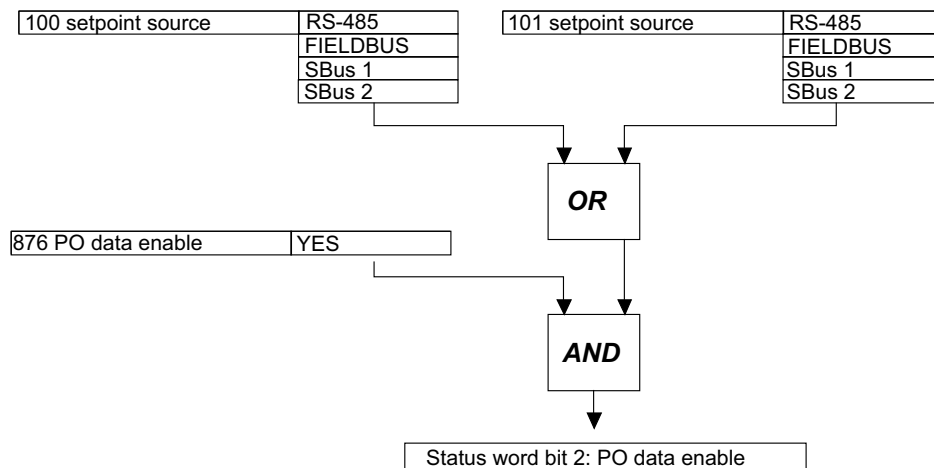 100 setpoint source RS-485
FIELDBUS
SBus 1
SBus 2
101 setpoint source RS-485
FIELDBUS
SBus 1
SBus 2
OR
876 PO data enable YES
AND
Status word bit 2: PO data enable